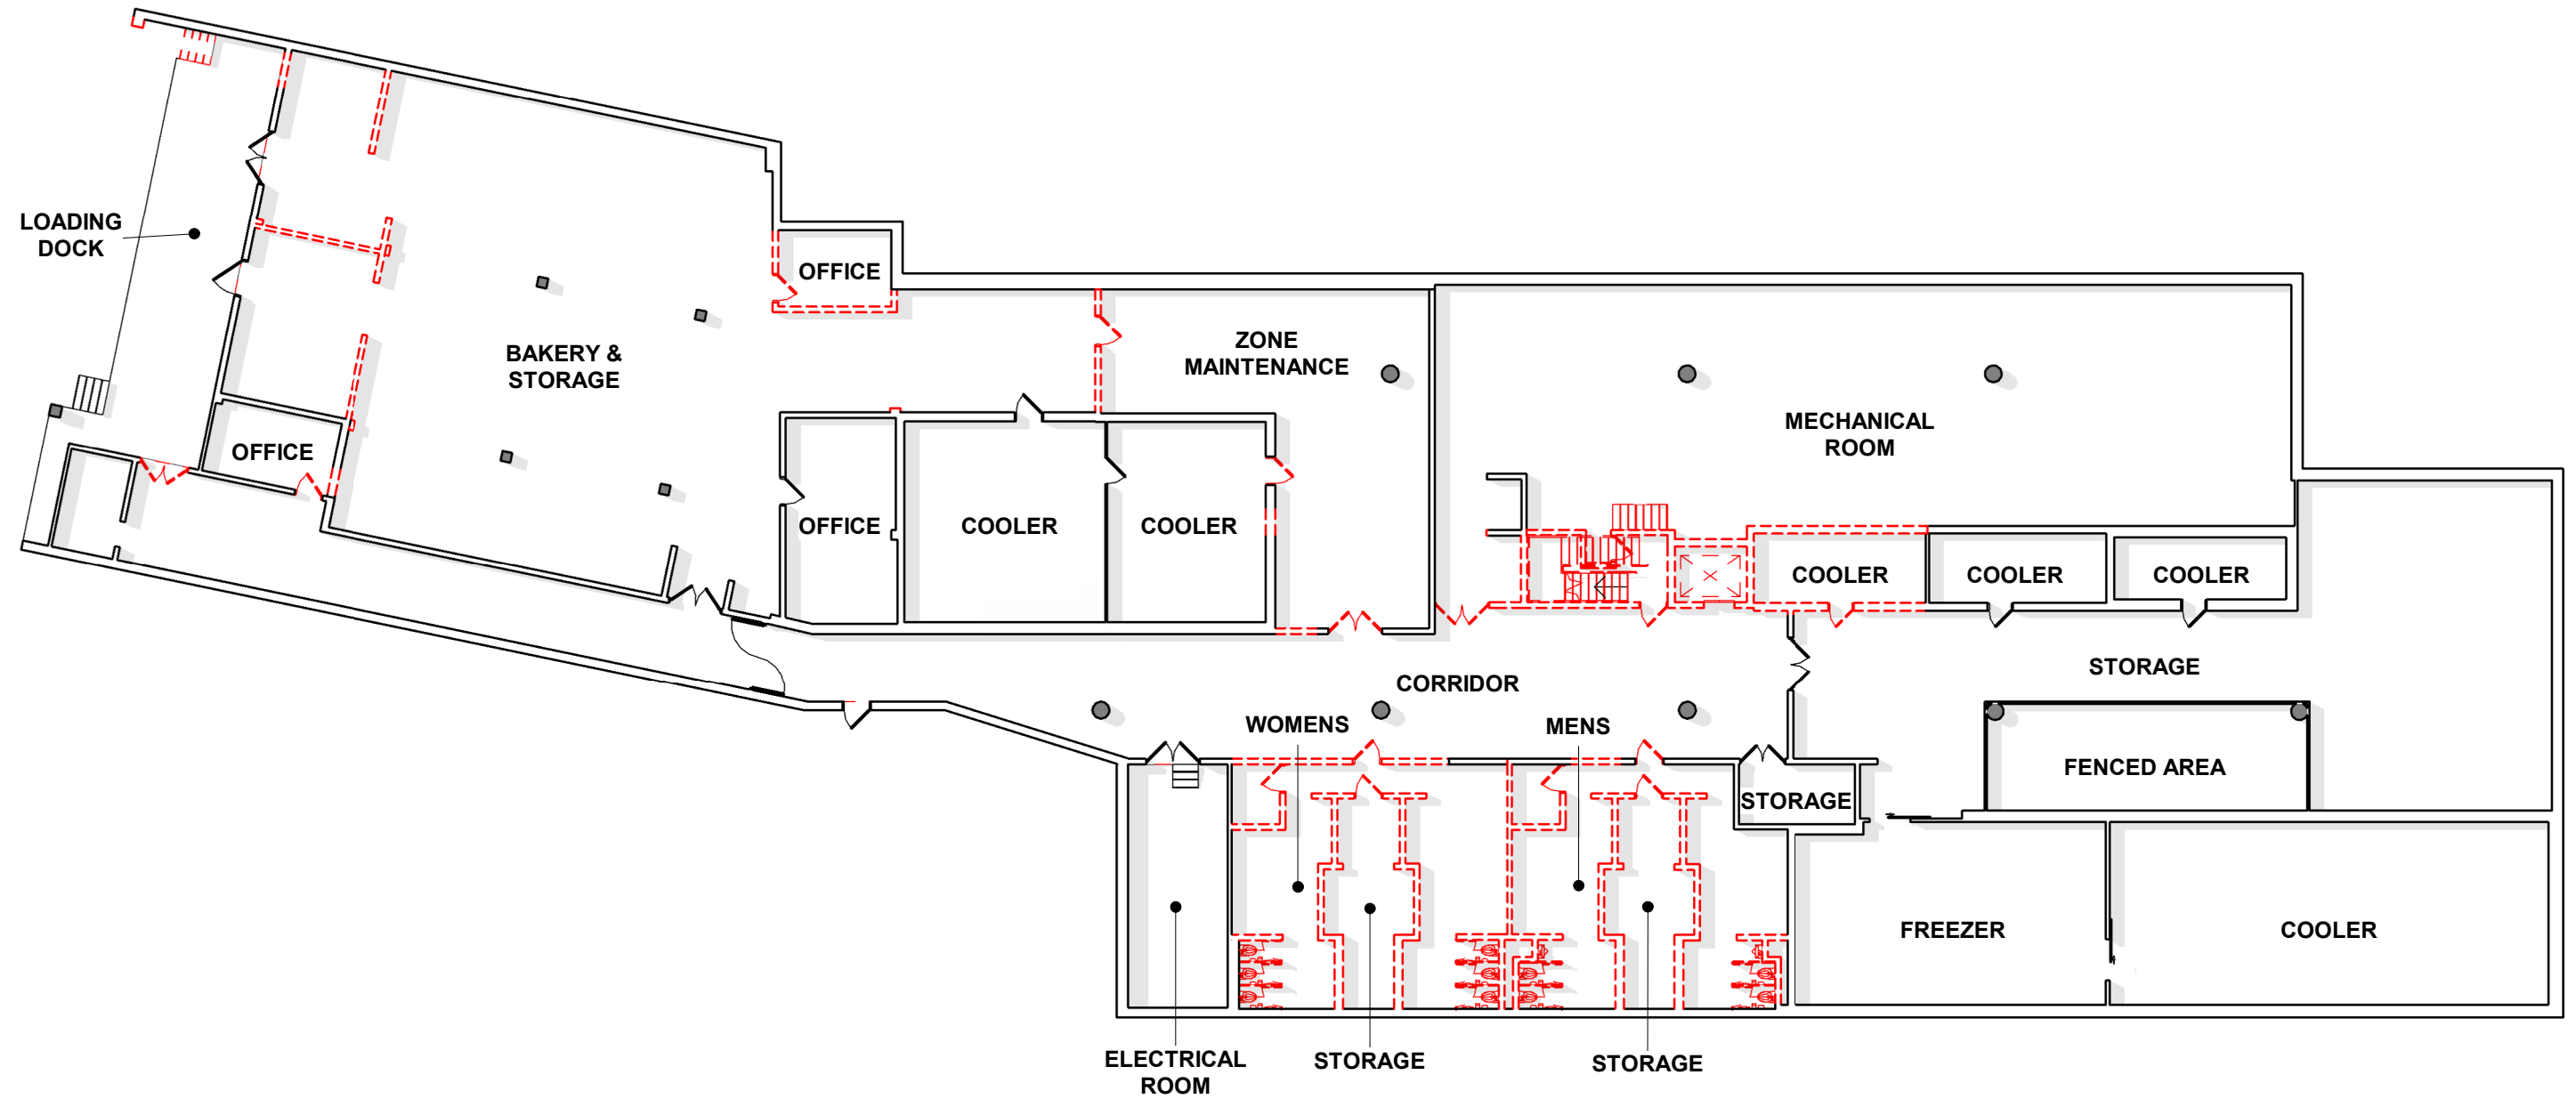 LOADING
DOCK
OFFICE
BAKERY &
STORAGE
OFFICE
ZONE
MAINTENANCE
MECHANICAL
ROOM
OFFICE
COOLER
COOLER
COOLER
COOLER
COOLER
STORAGE
CORRIDOR
WOMENS
MENS
FENCED AREA
STORAGE
FREEZER
COOLER
ELECTRICAL
ROOM
STORAGE
STORAGE